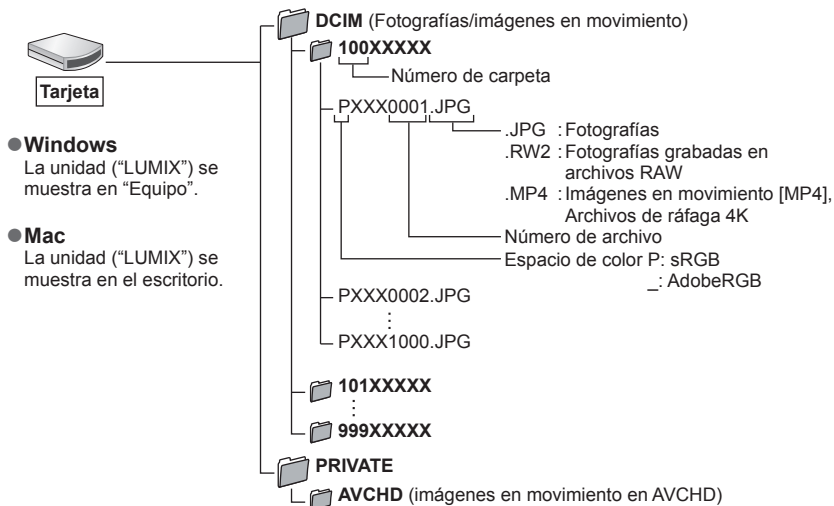 DCIM (Fotografías/imágenes en movimiento)
100XXXXX
Número de carpeta
Tarjeta
PXXX0001.JPG
.JPG : Fotografías
.RW2 : Fotografías grabadas en
archivos RAW
.MP4 : Imágenes en movimiento [MP4],
Archivos de ráfaga 4K
Número de archivo
Espacio de color P: sRGB
_: AdobeRGB
●Windows
La unidad ("LUMIX") se
muestra en "Equipo".
●Mac
La unidad ("LUMIX") se
muestra en el escritorio.
PXXX0002.JPG
PXXX1000.JPG
101XXXXX
999XXXXX
PRIVATE
AVCHD (imágenes en movimiento en AVCHD)